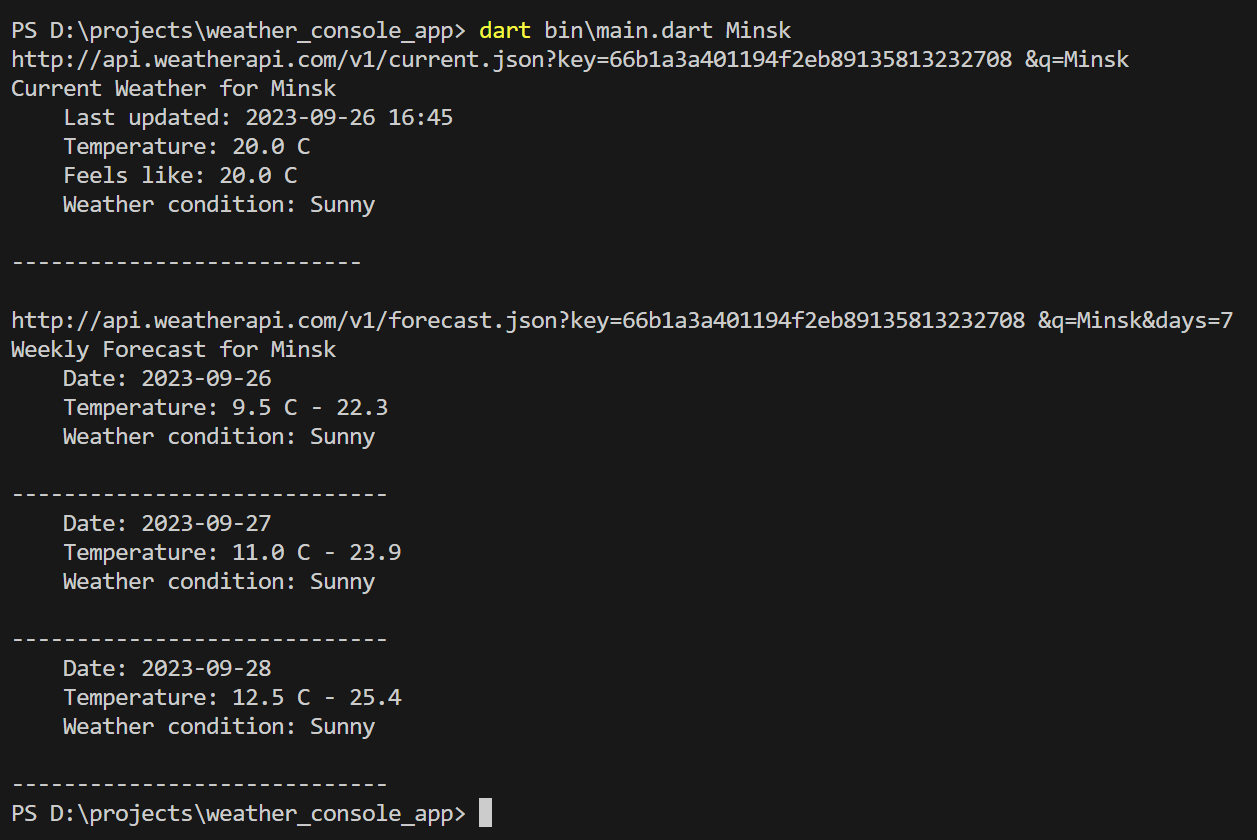 PS D:\projects\weather_console_app> dart bin\main.dart Minsk
http://api.weatherapi.com/v1/current.json?key=66b1a3a401194f2eb89135813232708 &q=Minsk
Current Weather for Minsk
    Last updated: 2023-09-26 16:45
    Temperature: 20.0 C
    Feels like: 20.0 C
    Weather condition: Sunny

---------------------------

http://api.weatherapi.com/v1/forecast.json?key=66b1a3a401194f2eb89135813232708 &q=Minsk&days=7
Weekly Forecast for Minsk
    Date: 2023-09-26
    Temperature: 9.5 C - 22.3
    Weather condition: Sunny

-----------------------------
    Date: 2023-09-27
    Temperature: 11.0 C - 23.9
    Weather condition: Sunny

-----------------------------
    Date: 2023-09-28
    Temperature: 12.5 C - 25.4
    Weather condition: Sunny

-----------------------------
PS D:\projects\weather_console_app>